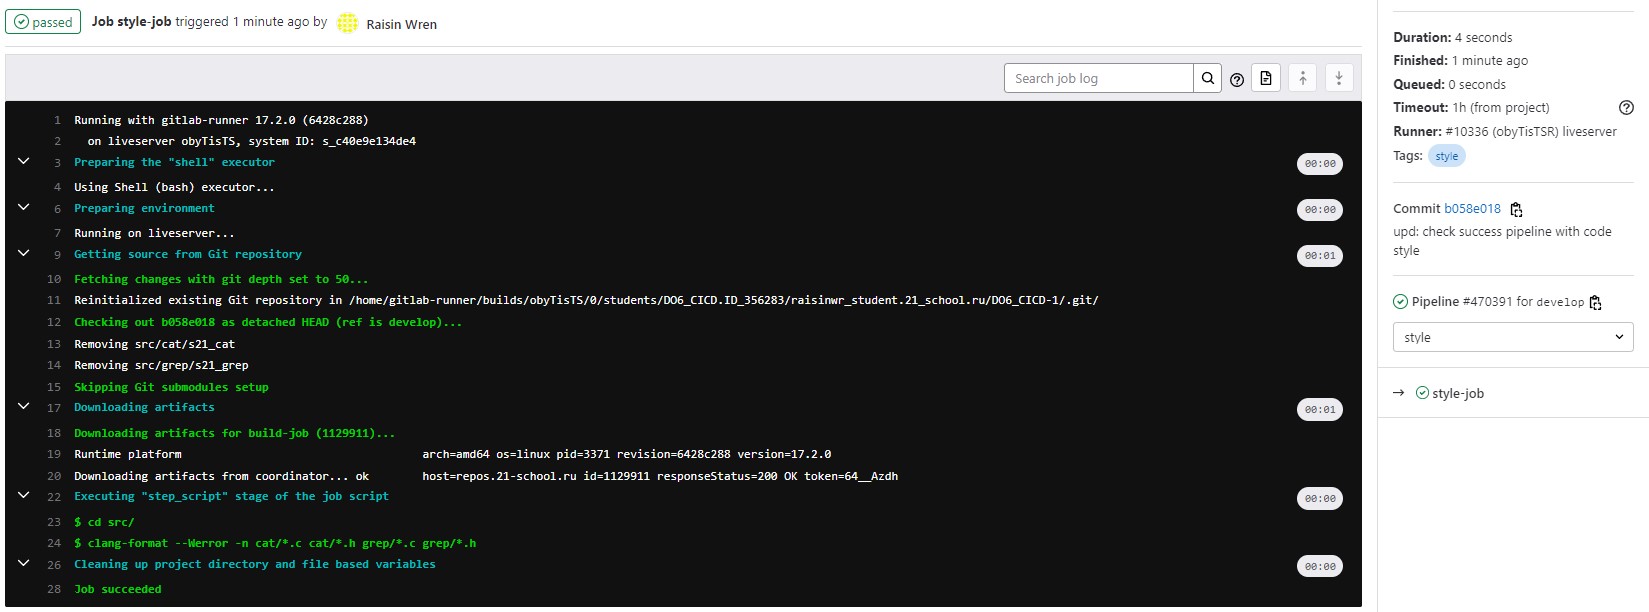 passed Job style-job triggered 1 minute ago by Raisin Wren
Search job log
1 Running with gitlab-runner 17.2.0 (6428c288)
2 on liveserver obyTisTS, system ID: s_c40e9e134de4
3 Preparing the "shell" executor 00:00
4 Using Shell (bash) executor...
6 Preparing environment 00:00
7 Running on liveserver...
9 Getting source from Git repository 00:01
10 Fetching changes with git depth set to 50...
11 Reinitialized existing Git repository in /home/gitlab-runner/builds/obyTisTS/0/students/DO6_CICD.ID_356283/raisinwr_student.21_school.ru/DO6_CICD-1/.git/
12 Checking out b058e018 as detached HEAD (ref is develop)...
13 Removing src/cat/s21_cat
14 Removing src/grep/s21_grep
15 Skipping Git submodules setup
17 Downloading artifacts 00:01
18 Downloading artifacts for build-job (1129911)...
19 Runtime platform arch=amd64 os=linux pid=3371 revision=6428c288 version=17.2.0
20 Downloading artifacts from coordinator... ok host=repos.21-school.ru id=1129911 responseStatus=200 OK token=64__Azdh
22 Executing "step_script" stage of the job script 00:00
23 $ cd src/
24 $ clang-format --Werror -n cat/*.c cat/*.h grep/*.c grep/*.h
26 Cleaning up project directory and file based variables 00:00
28 Job succeeded
Duration: 4 seconds
Finished: 1 minute ago
Queued: 0 seconds
Timeout: 1h (from project)
Runner: #10336 (obyTisTSR) liveserver
Tags: style
Commit b058e018
upd: check success pipeline with code
style
Pipeline #470391 for develop
style
→ style-job